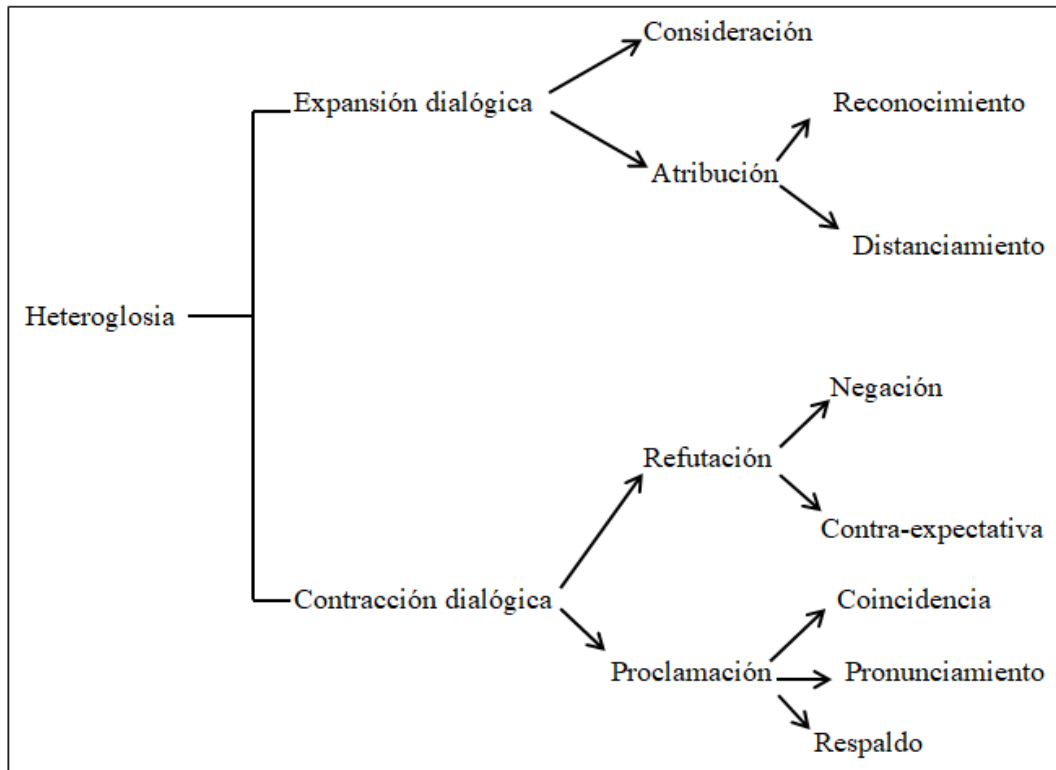 Consideración
Expansión dialógica
Reconocimiento
Atribución
Distanciamiento
Heteroglosia
Negación
Refutación
Contra-expectativa
Contracción dialógica
Coincidencia
Proclamación
Pronunciamiento
Respaldo